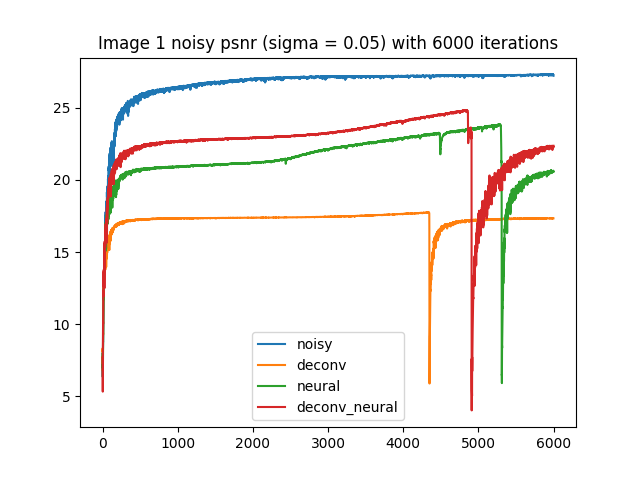 Image 1 noisy psnr (sigma = 0.05) with 6000 iterations
25
20
15
10
5
noisy
deconv
neural
deconv_neural
0 1000 2000 3000 4000 5000 6000